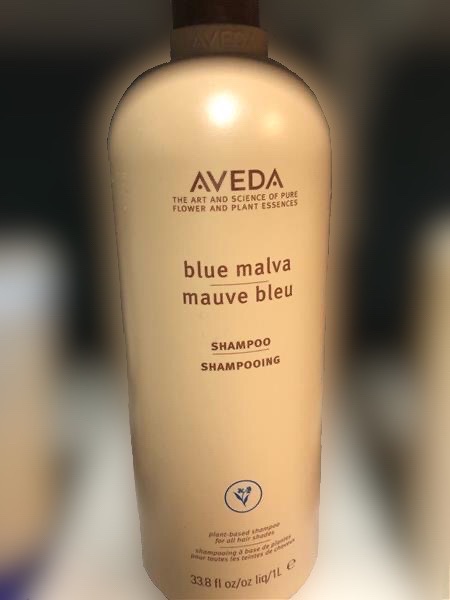 AVEDA
AVEDA
THE ART AND SCIENCE OF PURE
FLOWER AND PLANT ESSENCES
blue malva
mauve bleu
SHAMPOO
SHAMPOOING
plant-based shampoo
for all hair shades
shampooing à base de plantes
pour toutes les teintes de cheveux
33.8 fl oz/oz liq/1L ℮